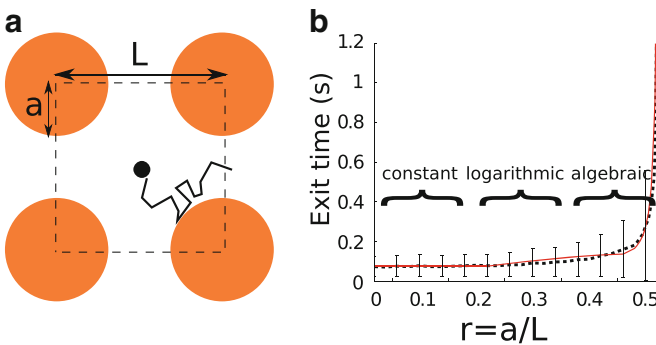 a
L
a
b
Exit time (s)
1.2
1
0.8
0.6
0.4
0.2
0
constant logarithmic algebraic
0 0.1 0.2 0.3 0.4 0.5
r=a/L